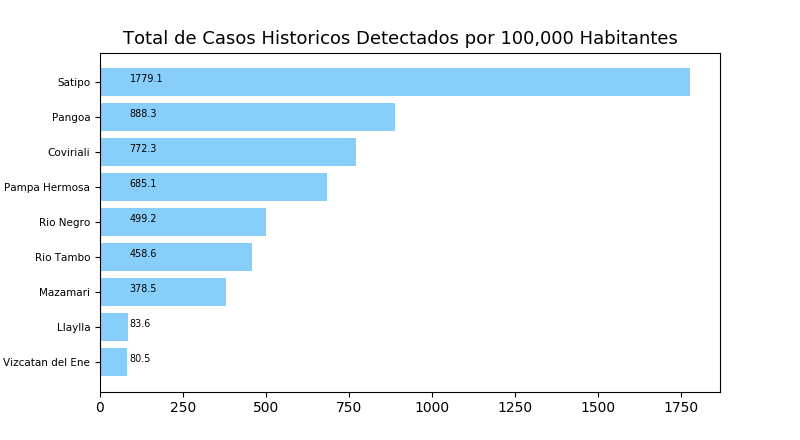 Total de Casos Historicos Detectados por 100,000 Habitantes
Satipo 1779.1
Pangoa 888.3
Coviriali 772.3
Pampa Hermosa 685.1
Rio Negro 499.2
Rio Tambo 458.6
Mazamari 378.5
Llaylla 83.6
Vizcatan del Ene 80.5
0 250 500 750 1000 1250 1500 1750